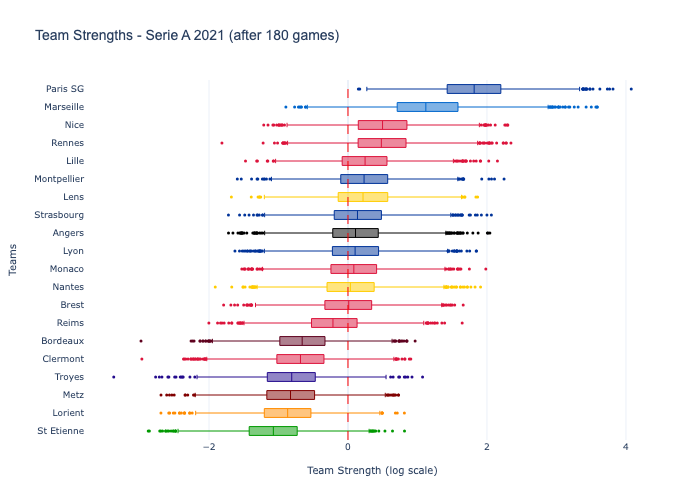 Team Strengths - Serie A 2021 (after 180 games)
Paris SG
Marseille
Nice
Rennes
Lille
Montpellier
Lens
Strasbourg
Angers
Lyon
Monaco
Nantes
Brest
Reims
Bordeaux
Clermont
Troyes
Metz
Lorient
St Etienne
Teams
−2 0 2 4
Team Strength (log scale)